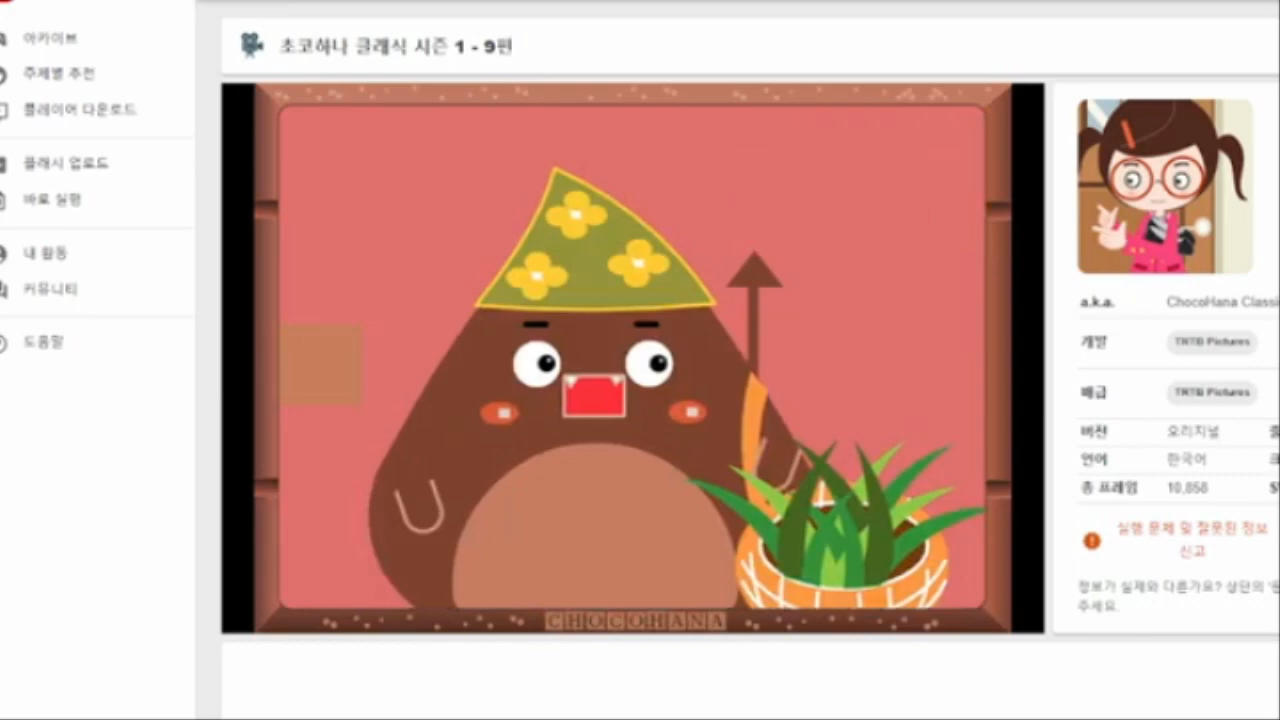 아카이브
주제별 추천
플레이어 다운로드
플래시 업로드
바로 실행
내 활동
커뮤니티
도움말
초코하나 클래식 시즌 1 - 9편
CHOCOHANA
a.k.a. ChocoHana Classi
개발 TRTB Pictures
배급 TRTB Pictures
버전 오리지널
언어 한국어
총 프레임 10,858
실행 문제 및 잘못된 정보
신고
정보가 실제와 다른가요? 상단의
주세요.